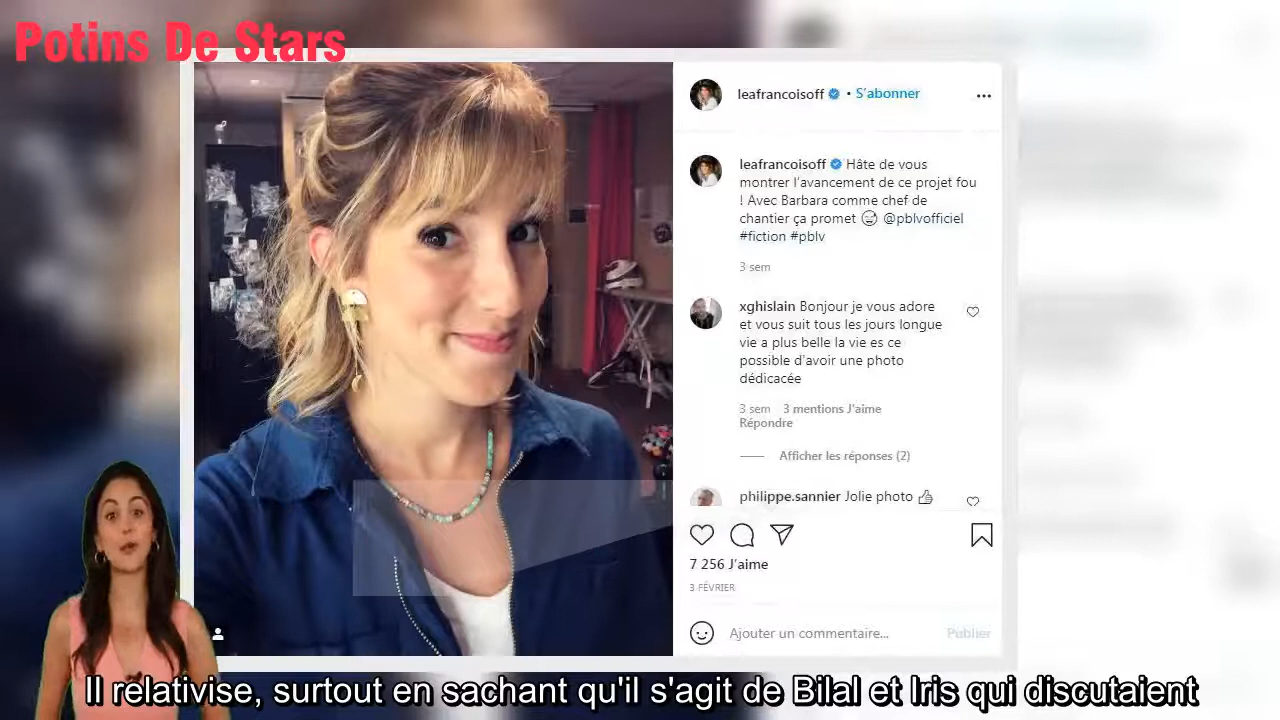 Potins De Stars
leafrancoisoff • S'abonner
leafrancoisoff Hâte de vous
montrer l'avancement de ce projet fou
! Avec Barbara comme chef de
chantier ça promet @pblvofficiel
#fiction #pblv
3 sem
xghislain Bonjour je vous adore
et vous suit tous les jours longue
vie a plus belle la vie es ce
possible d'avoir une photo
dédicacée
3 sem 3 mentions J'aime
Répondre
Afficher les réponses (2)
philippe.sannier Jolie photo
7 256 J'aime
3 FÉVRIER
Ajouter un commentaire... Publier
Il relativise, surtout en sachant qu'il s'agit de Bilal et Iris qui discutaient